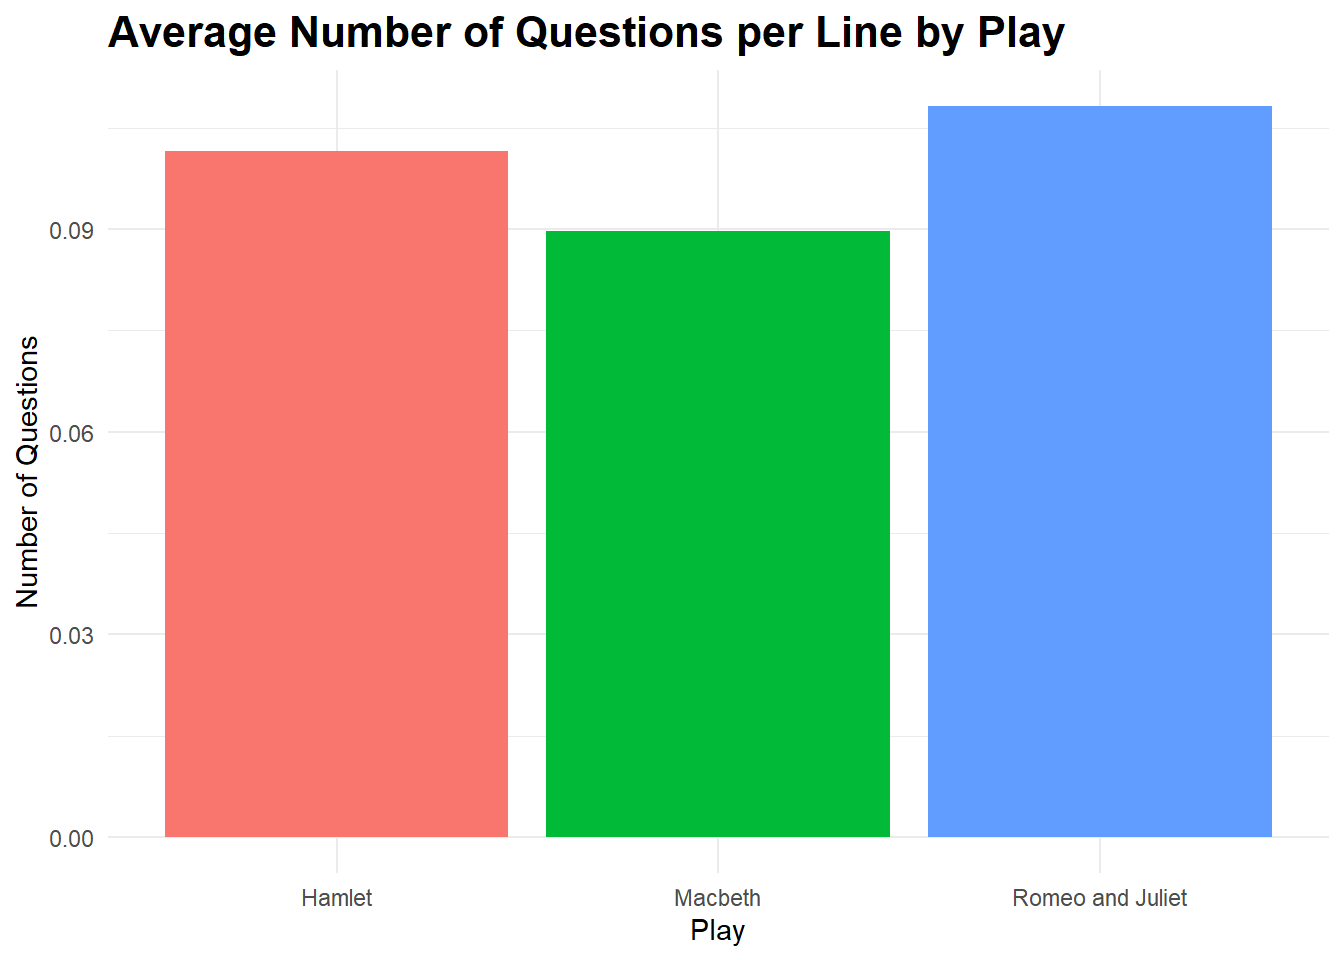 Average Number of Questions per Line by Play
Number of Questions
0.09
0.06
0.03
0.00
Hamlet
Macbeth
Romeo and Juliet
Play